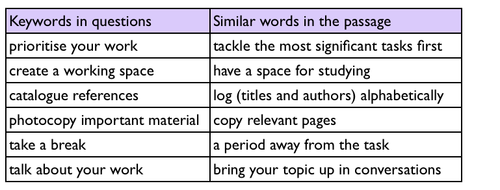 Keywords in questions Similar words in the passage
prioritise your work tackle the most significant tasks first
create a working space have a space for studying
catalogue references log (titles and authors) alphabetically
photocopy important material copy relevant pages
take a break a period away from the task
talk about your work bring your topic up in conversations